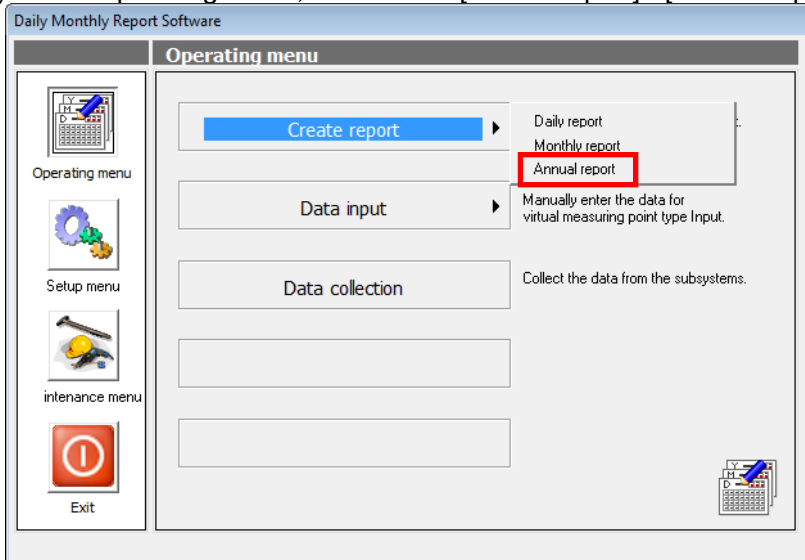 Daily Monthly Report Software
Operating menu
Operating menu
Setup menu
intenance menu
Exit
Create report
Daily report
Monthly report
Annual report
Data input
Manually enter the data for
virtual measuring point type Input.
Data collection
Collect the data from the subsystems.